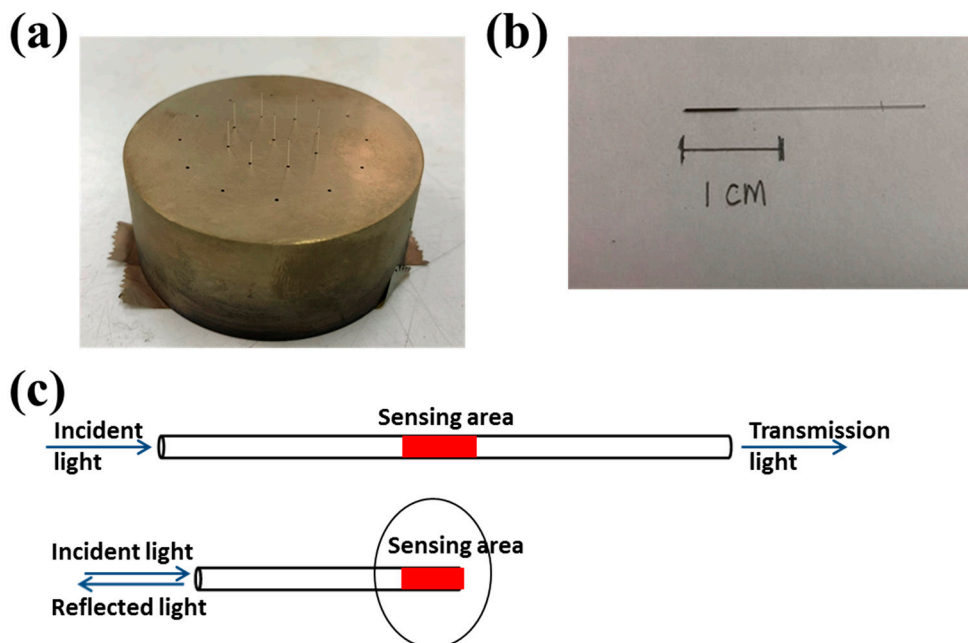 (a)
(b)
1 CM
(c)
Sensing area
Incident
light
Transmission
light
Sensing area
Incident light
Reflected light